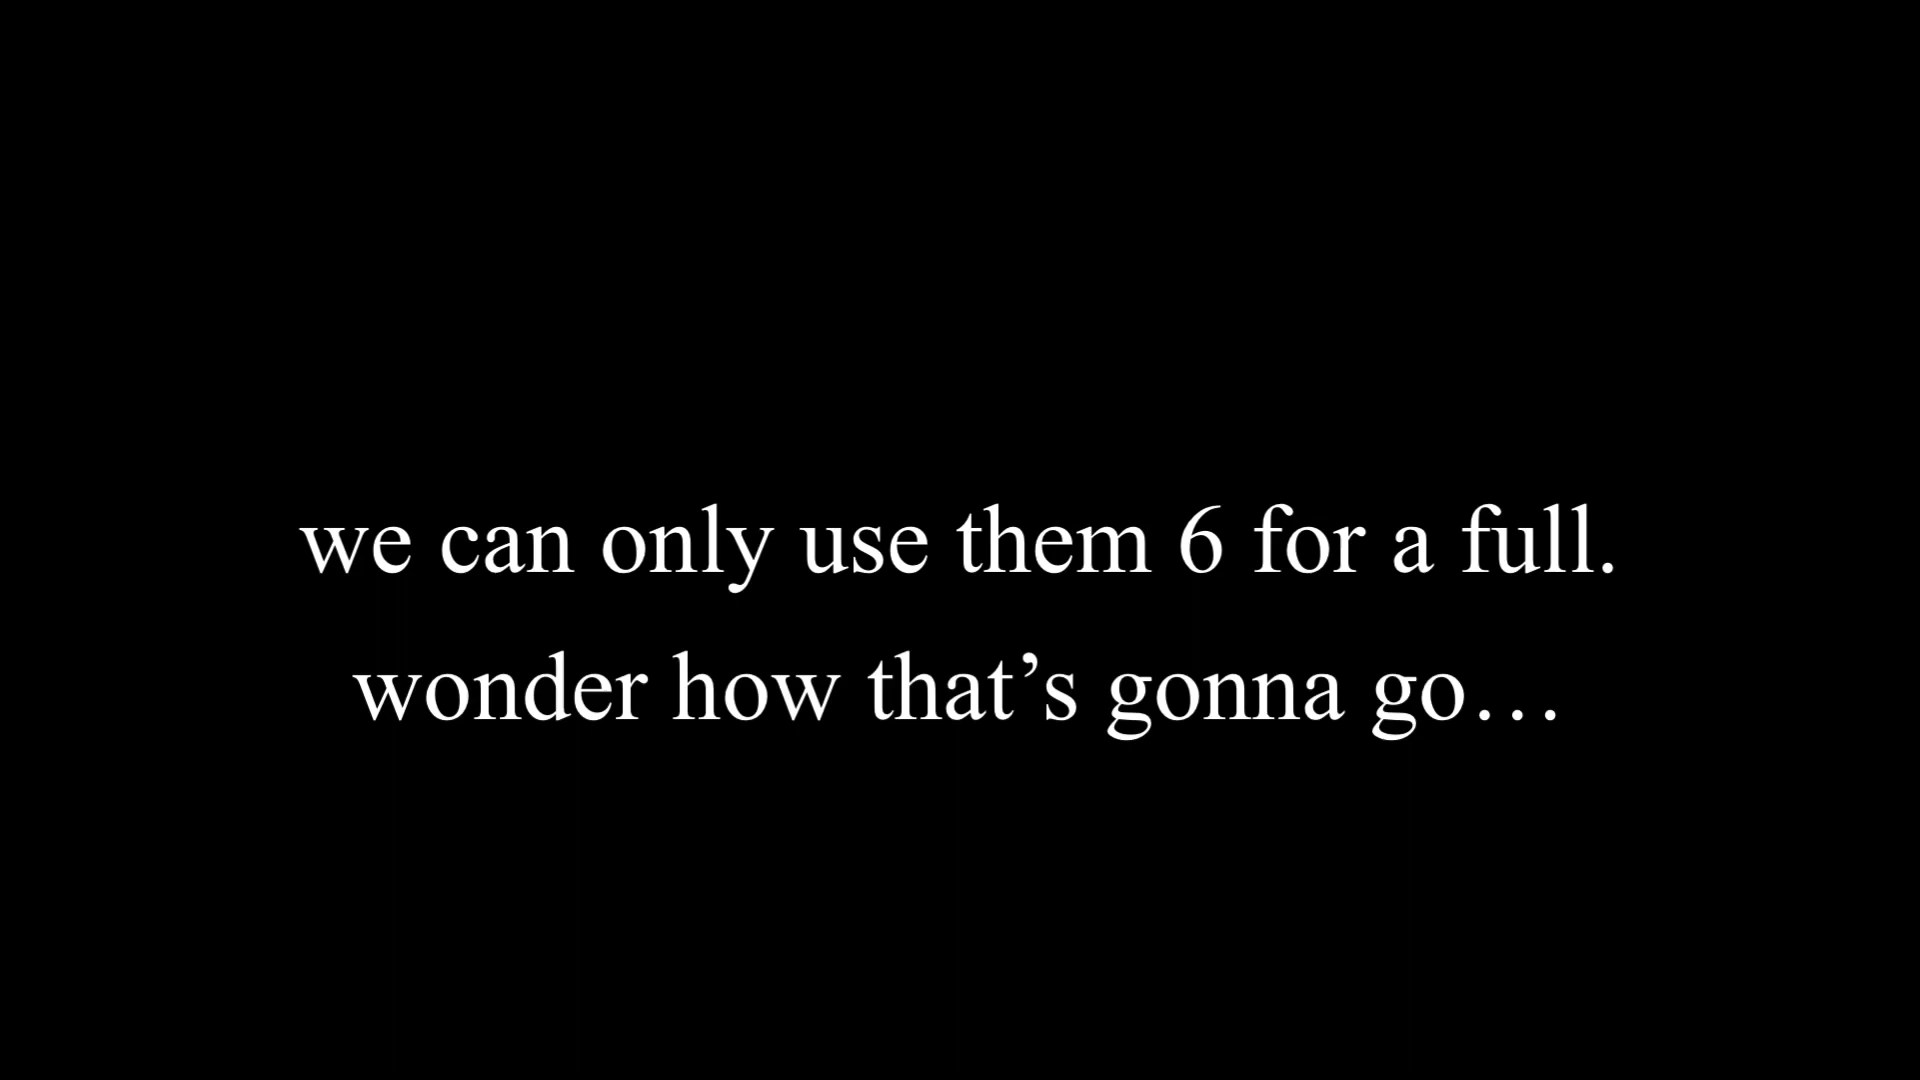 we can only use them 6 for a full.
wonder how that’s gonna go…